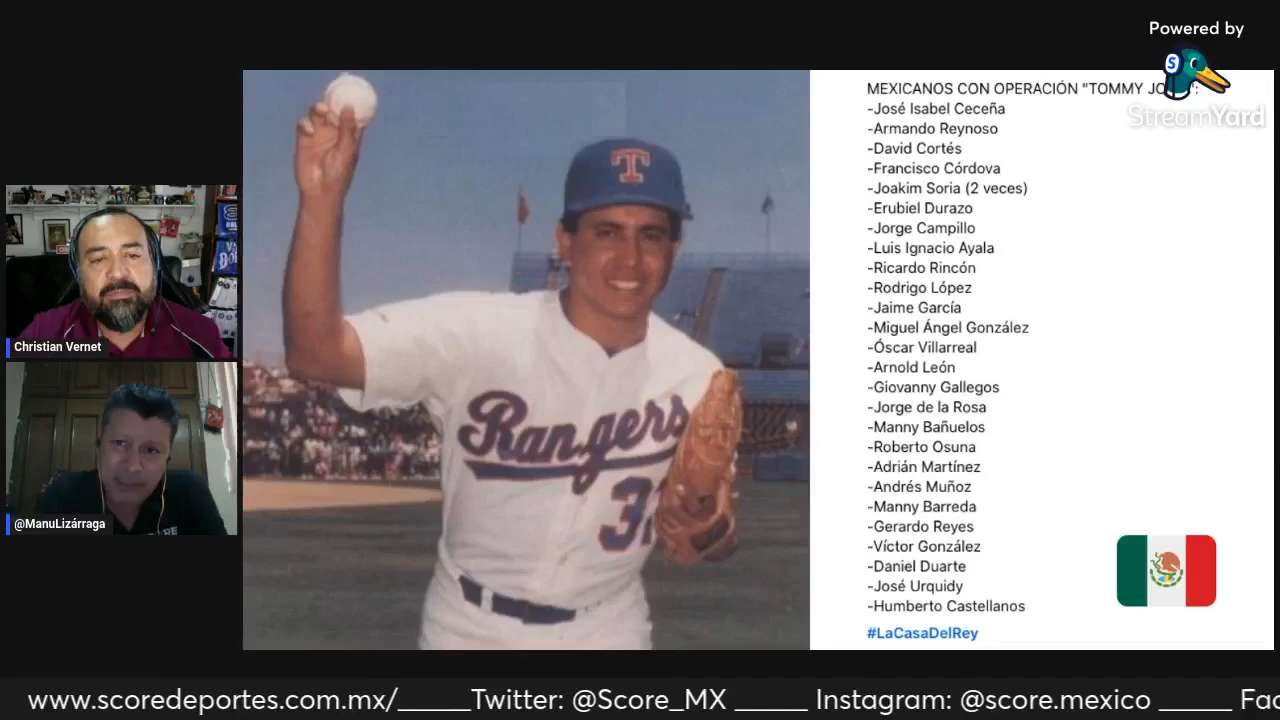 Powered by
StreamYard
MEXICANOS CON OPERACIÓN "TOMMY
-José Isabel Ceceña
-Armando Reynoso
-David Cortés
-Francisco Córdova
-Joakim Soria (2 veces)
-Erubiel Durazo
-Jorge Campillo
-Luis Ignacio Ayala
-Ricardo Rincón
-Rodrigo López
-Jaime García
-Miguel Ángel González
-Óscar Villarreal
-Arnold León
-Giovanny Gallegos
-Jorge de la Rosa
-Manny Bañuelos
-Roberto Osuna
-Adrián Martínez
-Andrés Muñoz
-Manny Barreda
-Gerardo Reyes
-Víctor González
-Daniel Duarte
-José Urquidy
-Humberto Castellanos
#LaCasaDelRey
T
Rangers
Christian Vernet
@ManuLizárraga
www.scoredeportes.com.mx/_____Twitter: @Score_MX _____ Instagram: @score.mexico _____